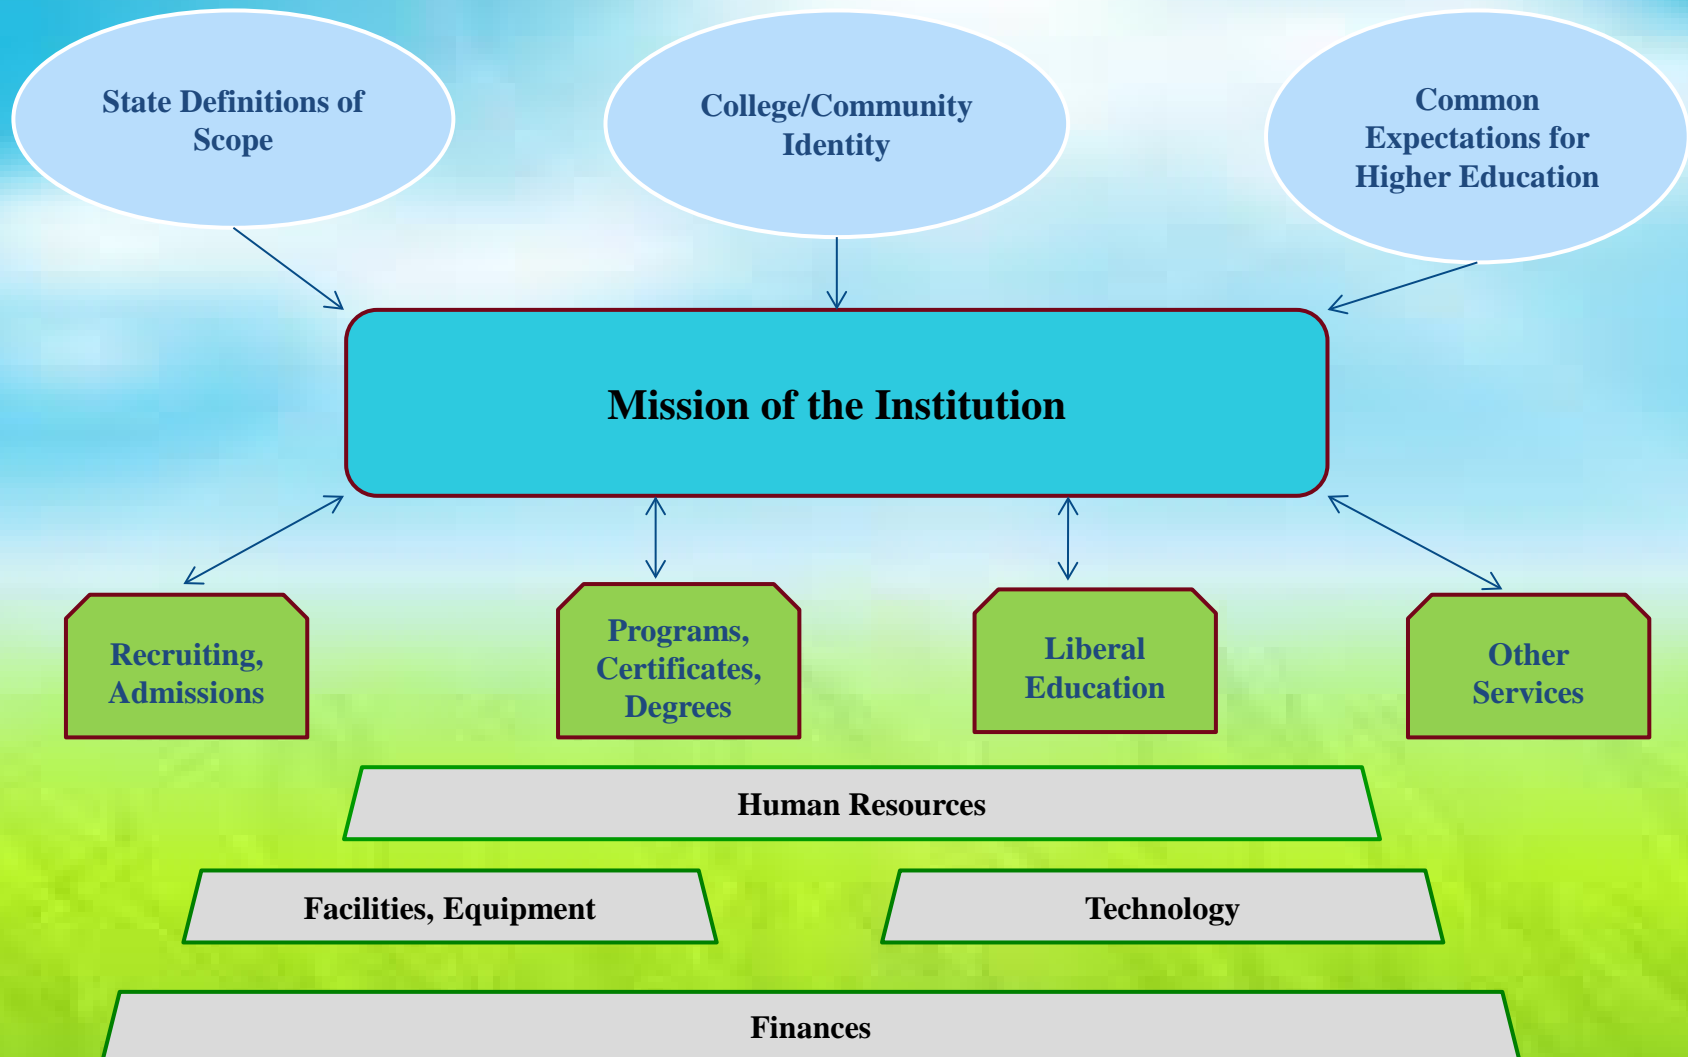 State Definitions of
Scope
College/Community
Identity
Common
Expectations for
Higher Education
Mission of the Institution
Recruiting,
Admissions
Programs,
Certificates,
Degrees
Liberal
Education
Other
Services
Human Resources
Facilities, Equipment
Technology
Finances